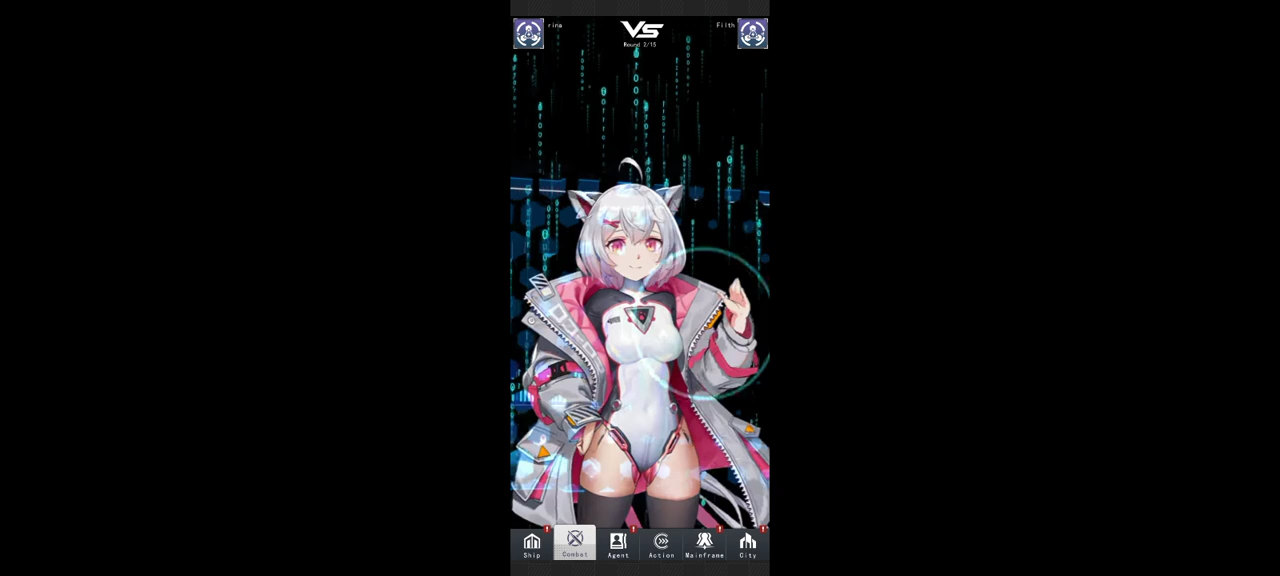 rina
VS
Filth
Round 2/15
Ship
Combat
Agent
Action
Mainframe
City